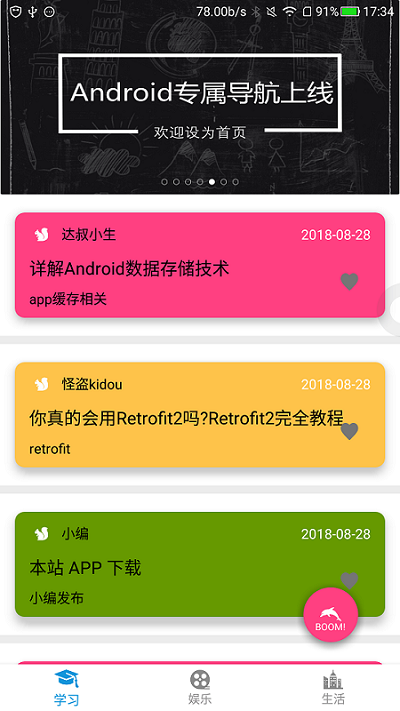 78.00b/s 91% 17:34
Android专属导航上线
欢迎设为首页
达叔小生 2018-08-28
详解Android数据存储技术
app缓存相关
怪盗kidou 2018-08-28
你真的会用Retrofit2吗?Retrofit2完全教程
retrofit
小编 2018-08-28
本站 APP 下载
小编发布
BOOM!
学习 娱乐 生活